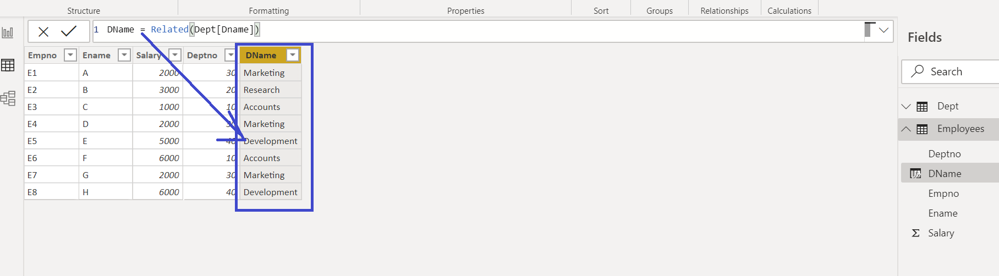 Structure Formatting Properties Sort Groups Relationships Calculations
1 DName = Related(Dept[Dname])
Empno Ename Salary Deptno DName
E1 A 2000 30 Marketing
E2 B 3000 20 Research
E3 C 1000 10 Accounts
E4 D 2000 30 Marketing
E5 E 5000 40 Development
E6 F 6000 10 Accounts
E7 G 2000 30 Marketing
E8 H 6000 40 Development
Fields
Search
Dept
Employees
Deptno
DName
Empno
Ename
Σ Salary